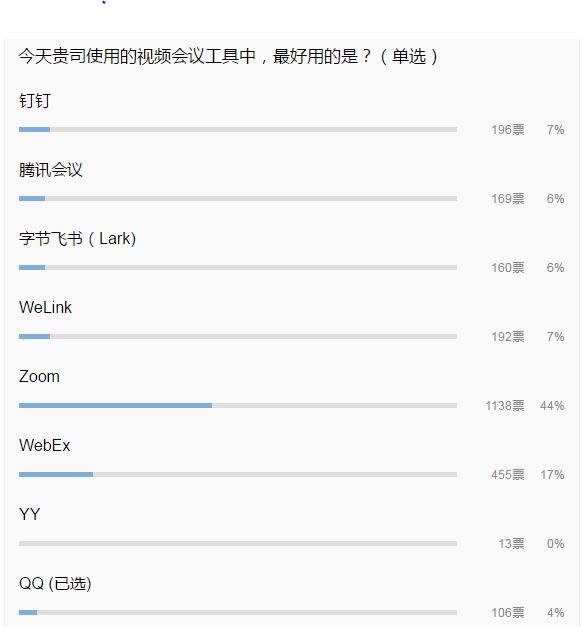 今天贵司使用的视频会议工具中，最好用的是？（单选）
钉钉
196票 7%
腾讯会议
169票 6%
字节飞书（Lark)
160票 6%
WeLink
192票 7%
Zoom
1138票 44%
WebEx
455票 17%
YY
13票 0%
QQ (已选)
106票 4%